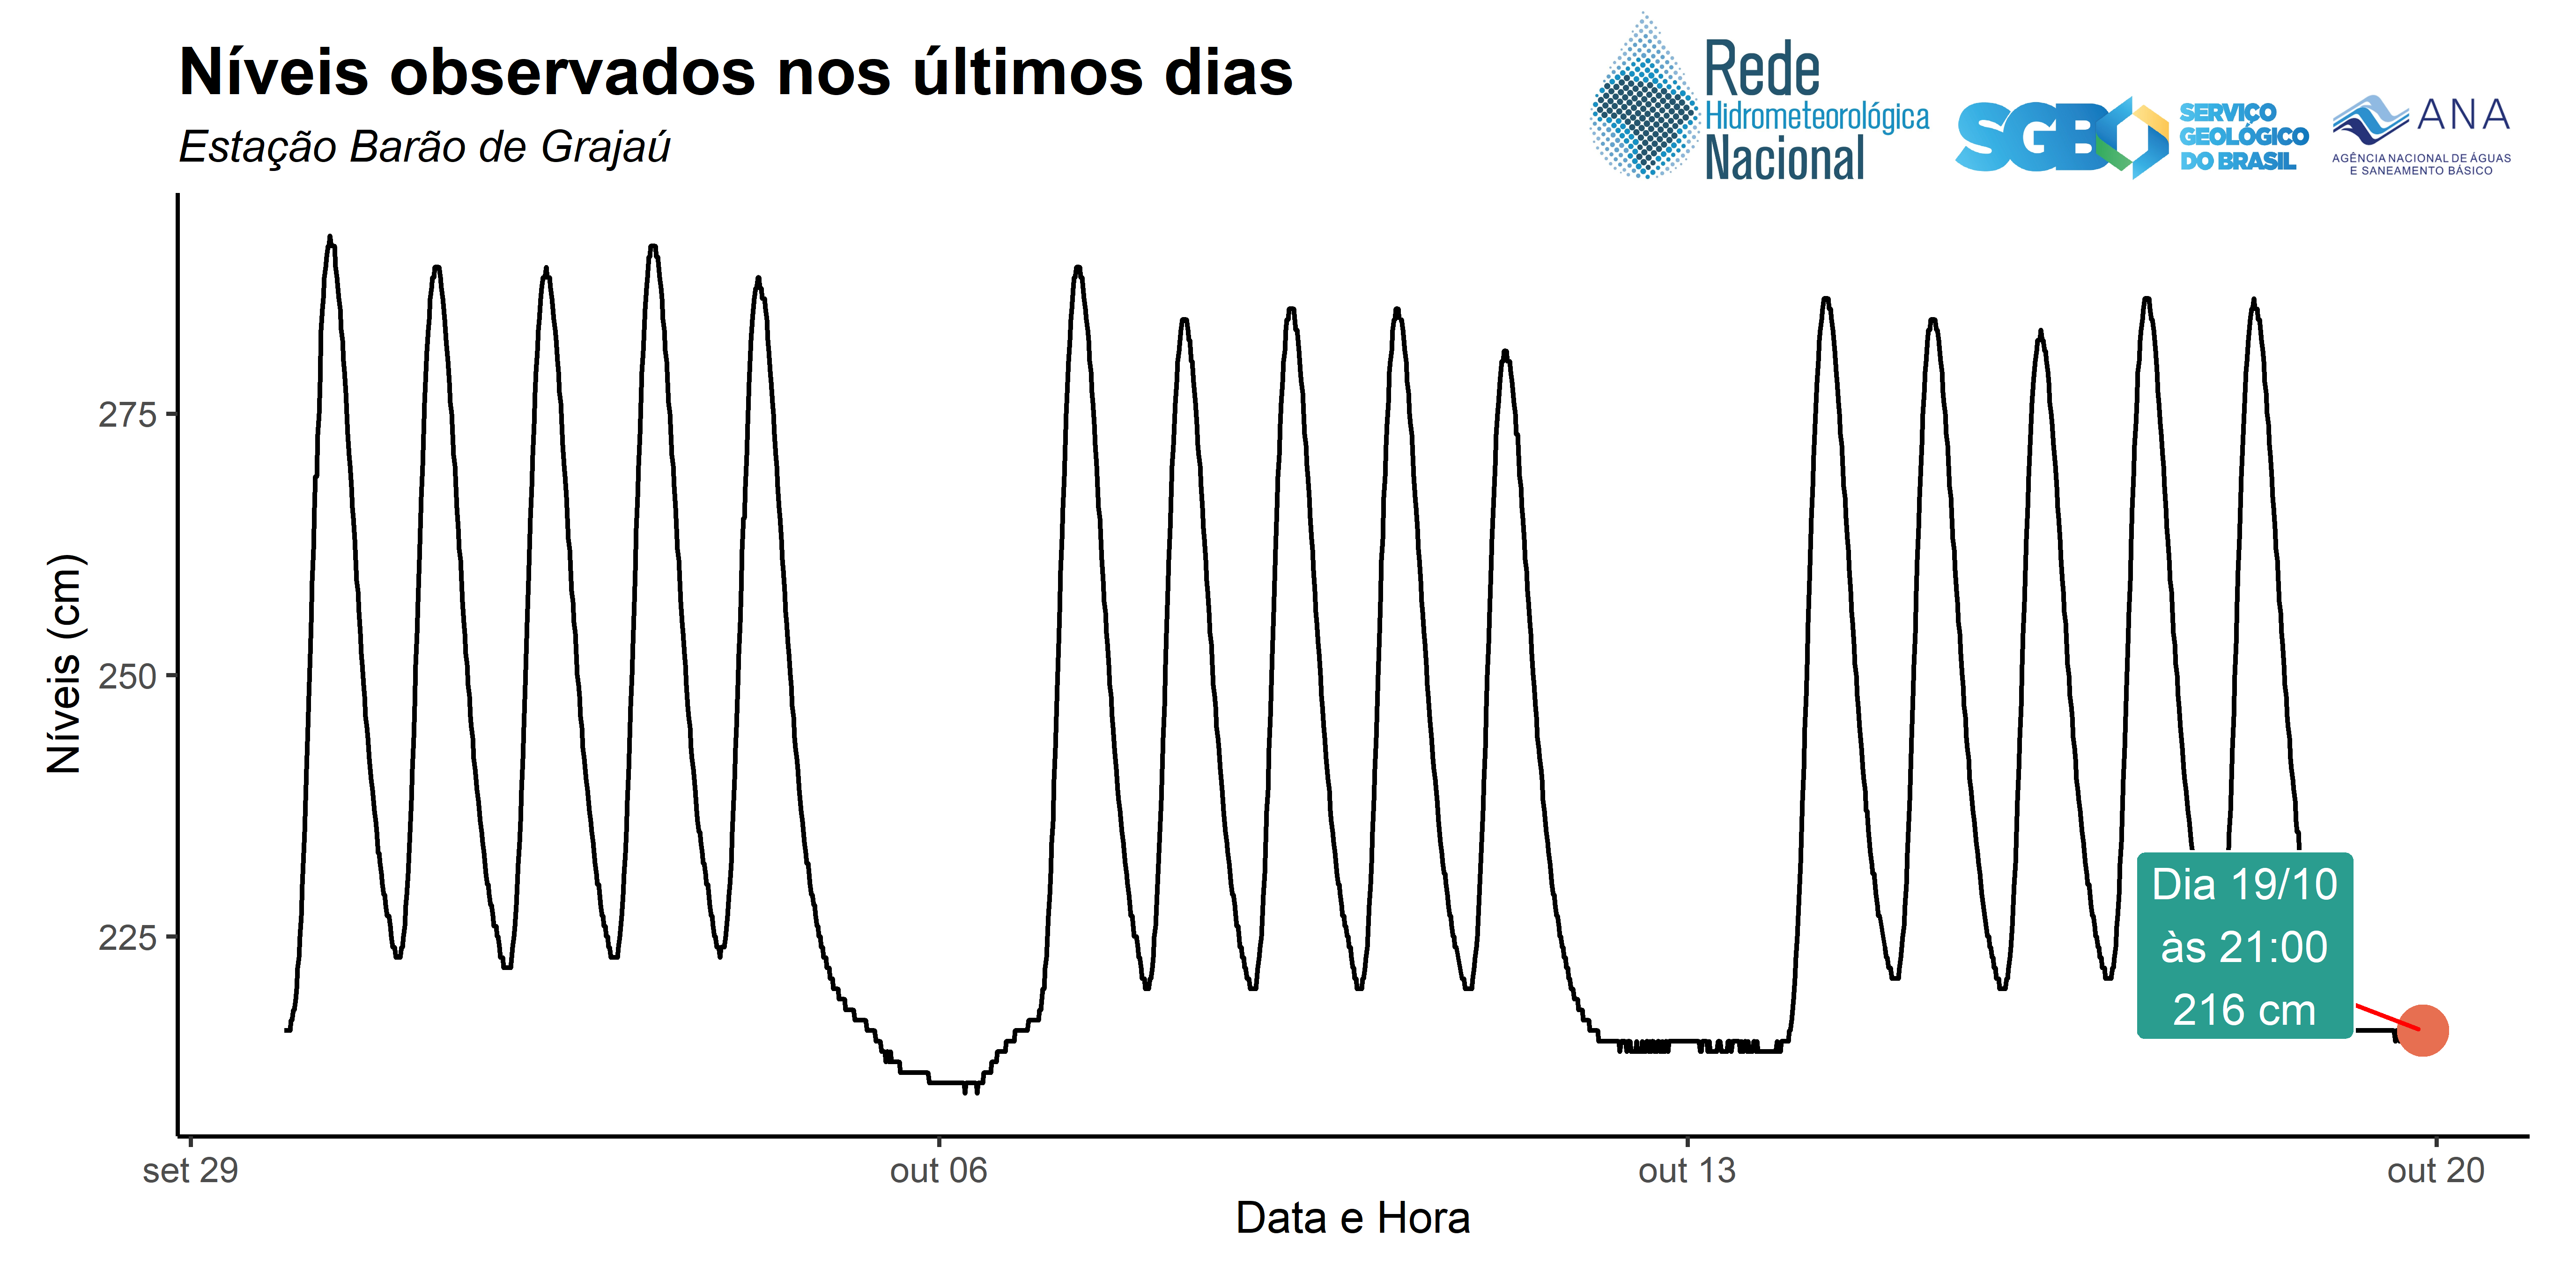 Níveis observados nos últimos dias
Estação Barão de Grajaú
Rede
Hidrometeorológica
Nacional
SGB
SERVIÇO
GEOLÓGICO
DO BRASIL
ANA
AGÊNCIA NACIONAL DE ÁGUAS
E SANEAMENTO BÁSICO
Níveis (cm)
275
250
225
Dia 19/10
às 21:00
216 cm
set 29
out 06
out 13
out 20
Data e Hora